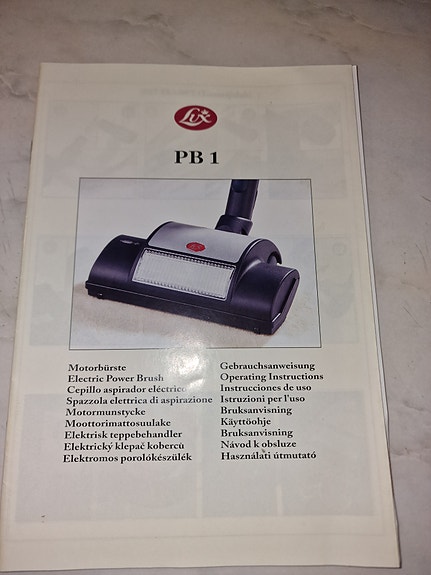 Lux
PB 1
Motorbürste
Electric Power Brush
Cepillo aspirador eléctrico
Spazzola elettrica di aspirazione
Motormunstycke
Moottorimattosuulake
Elektrisk teppebehandler
Elektrický klepač koberců
Elektromos porolókészülék
Gebrauchsanweisung
Operating Instructions
Instrucciones de uso
Istruzioni per l'uso
Bruksanvisning
Käyttöohje
Bruksanvisning
Návod k obsluze
Használati útmutató